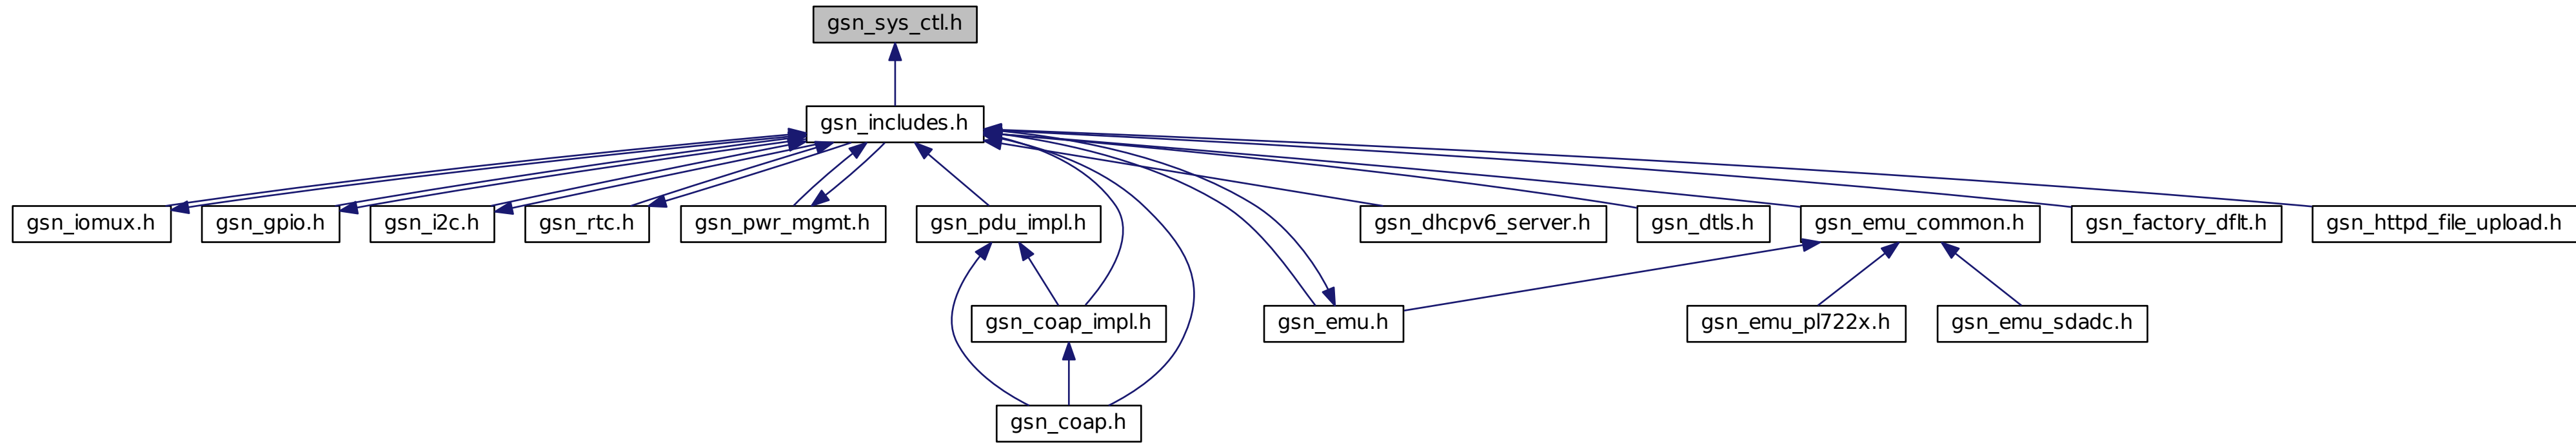 gsn_sys_ctl.h
gsn_includes.h
gsn_iomux.h
gsn_gpio.h
gsn_i2c.h
gsn_rtc.h
gsn_pwr_mgmt.h
gsn_pdu_impl.h
gsn_dhcpv6_server.h
gsn_dtls.h
gsn_emu_common.h
gsn_factory_dflt.h
gsn_httpd_file_upload.h
gsn_coap_impl.h
gsn_emu.h
gsn_emu_pl722x.h
gsn_emu_sdadc.h
gsn_coap.h